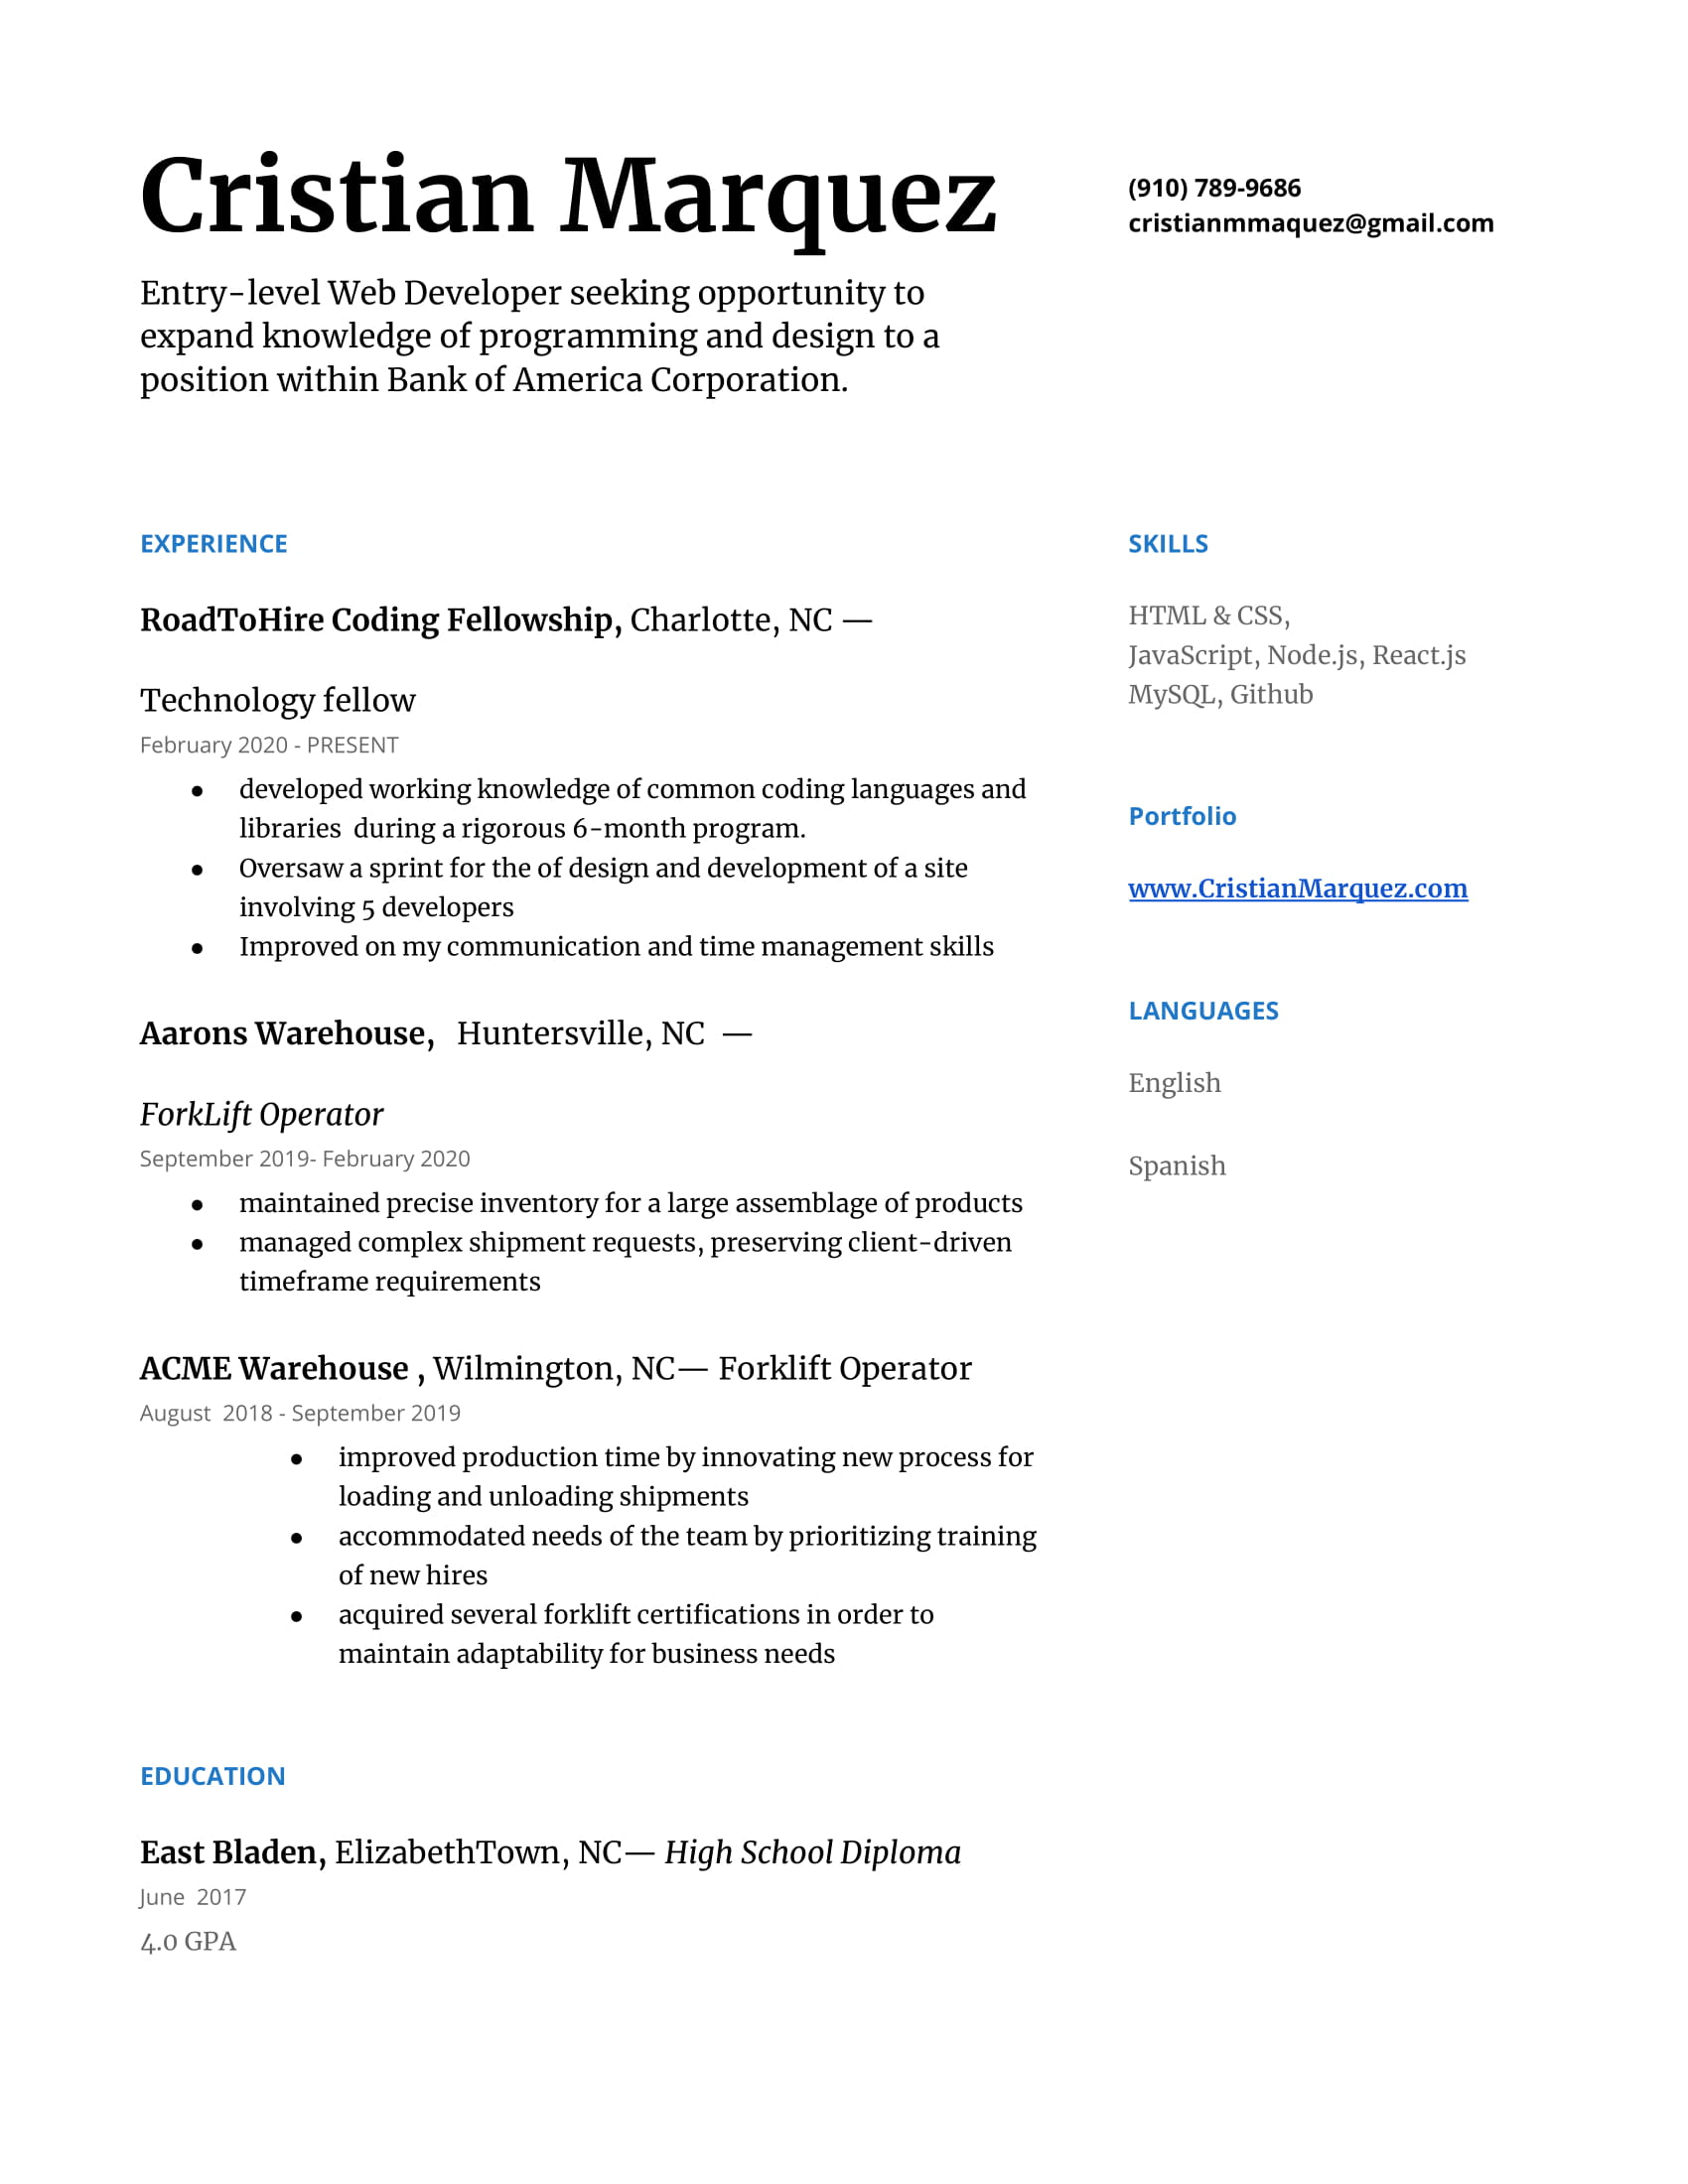 Cristian Marquez
(910) 789-9686
cristianmmaquez@gmail.com
Entry-level Web Developer seeking opportunity to
expand knowledge of programming and design to a
position within Bank of America Corporation.
EXPERIENCE
RoadToHire Coding Fellowship, Charlotte, NC —
Technology fellow
February 2020 - PRESENT
● developed working knowledge of common coding languages and
libraries  during a rigorous 6-month program.
● Oversaw a sprint for the of design and development of a site
involving 5 developers
● Improved on my communication and time management skills
Aarons Warehouse,  Huntersville, NC  —
ForkLift Operator
September 2019- February 2020
● maintained precise inventory for a large assemblage of products
● managed complex shipment requests, preserving client-driven
timeframe requirements
ACME Warehouse , Wilmington, NC— Forklift Operator
August  2018 - September 2019
● improved production time by innovating new process for
loading and unloading shipments
● accommodated needs of the team by prioritizing training
of new hires
● acquired several forklift certifications in order to
maintain adaptability for business needs
EDUCATION
East Bladen, ElizabethTown, NC— High School Diploma
June  2017
4.0 GPA
SKILLS
HTML & CSS,
JavaScript, Node.js, React.js
MySQL, Github
Portfolio
www.CristianMarquez.com
LANGUAGES
English
Spanish